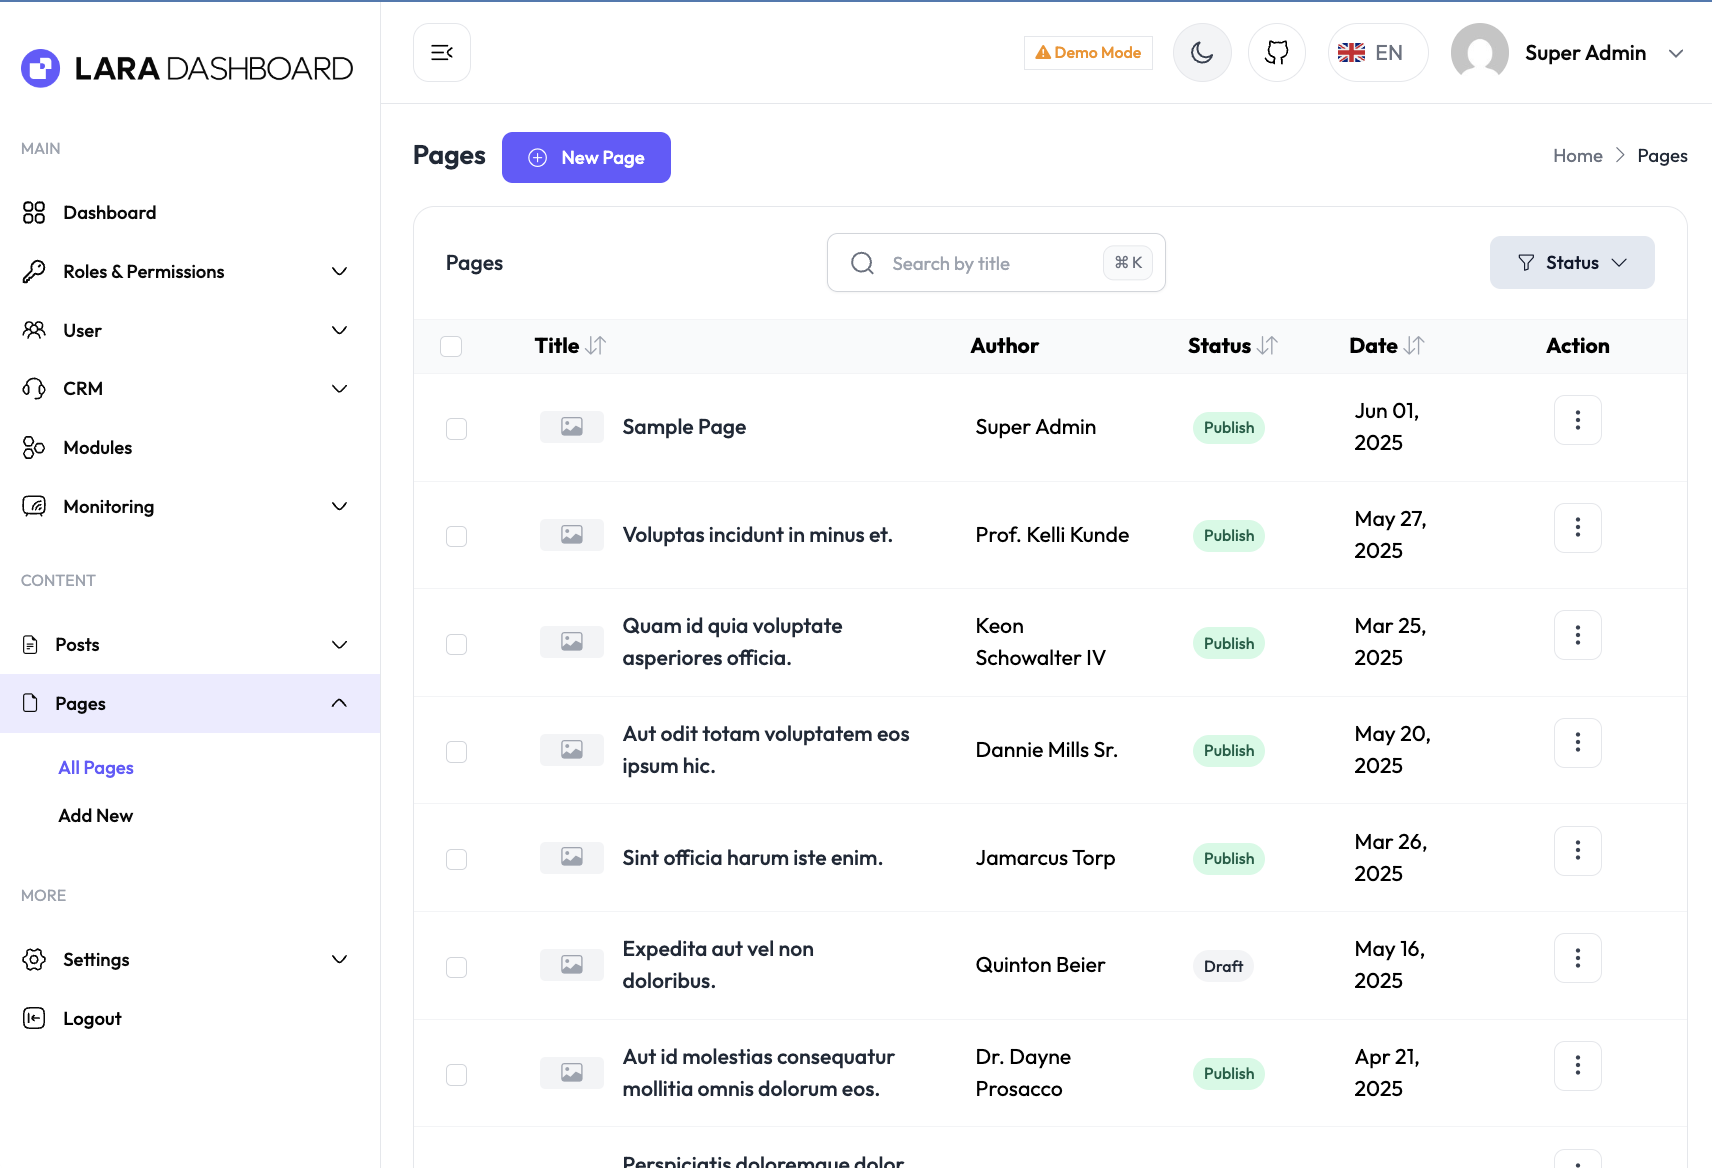 LARA DASHBOARD
MAIN
Dashboard
Roles & Permissions
User
CRM
Modules
Monitoring
CONTENT
Posts
Pages
All Pages
Add New
MORE
Settings
Logout
Demo Mode
EN
Super Admin
Pages
New Page
Home > Pages
Pages
Search by title
⌘ K
Status
Title
Author
Status
Date
Action
Sample Page
Super Admin
Publish
Jun 01,
2025
Voluptas incidunt in minus et.
Prof. Kelli Kunde
Publish
May 27,
2025
Quam id quia voluptate
asperiores officia.
Keon
Schowalter IV
Publish
Mar 25,
2025
Aut odit totam voluptatem eos
ipsum hic.
Dannie Mills Sr.
Publish
May 20,
2025
Sint officia harum iste enim.
Jamarcus Torp
Publish
Mar 26,
2025
Expedita aut vel non
doloribus.
Quinton Beier
Draft
May 16,
2025
Aut id molestias consequatur
mollitia omnis dolorum eos.
Dr. Dayne
Prosacco
Publish
Apr 21,
2025
Perspiciatis doloremque dolor